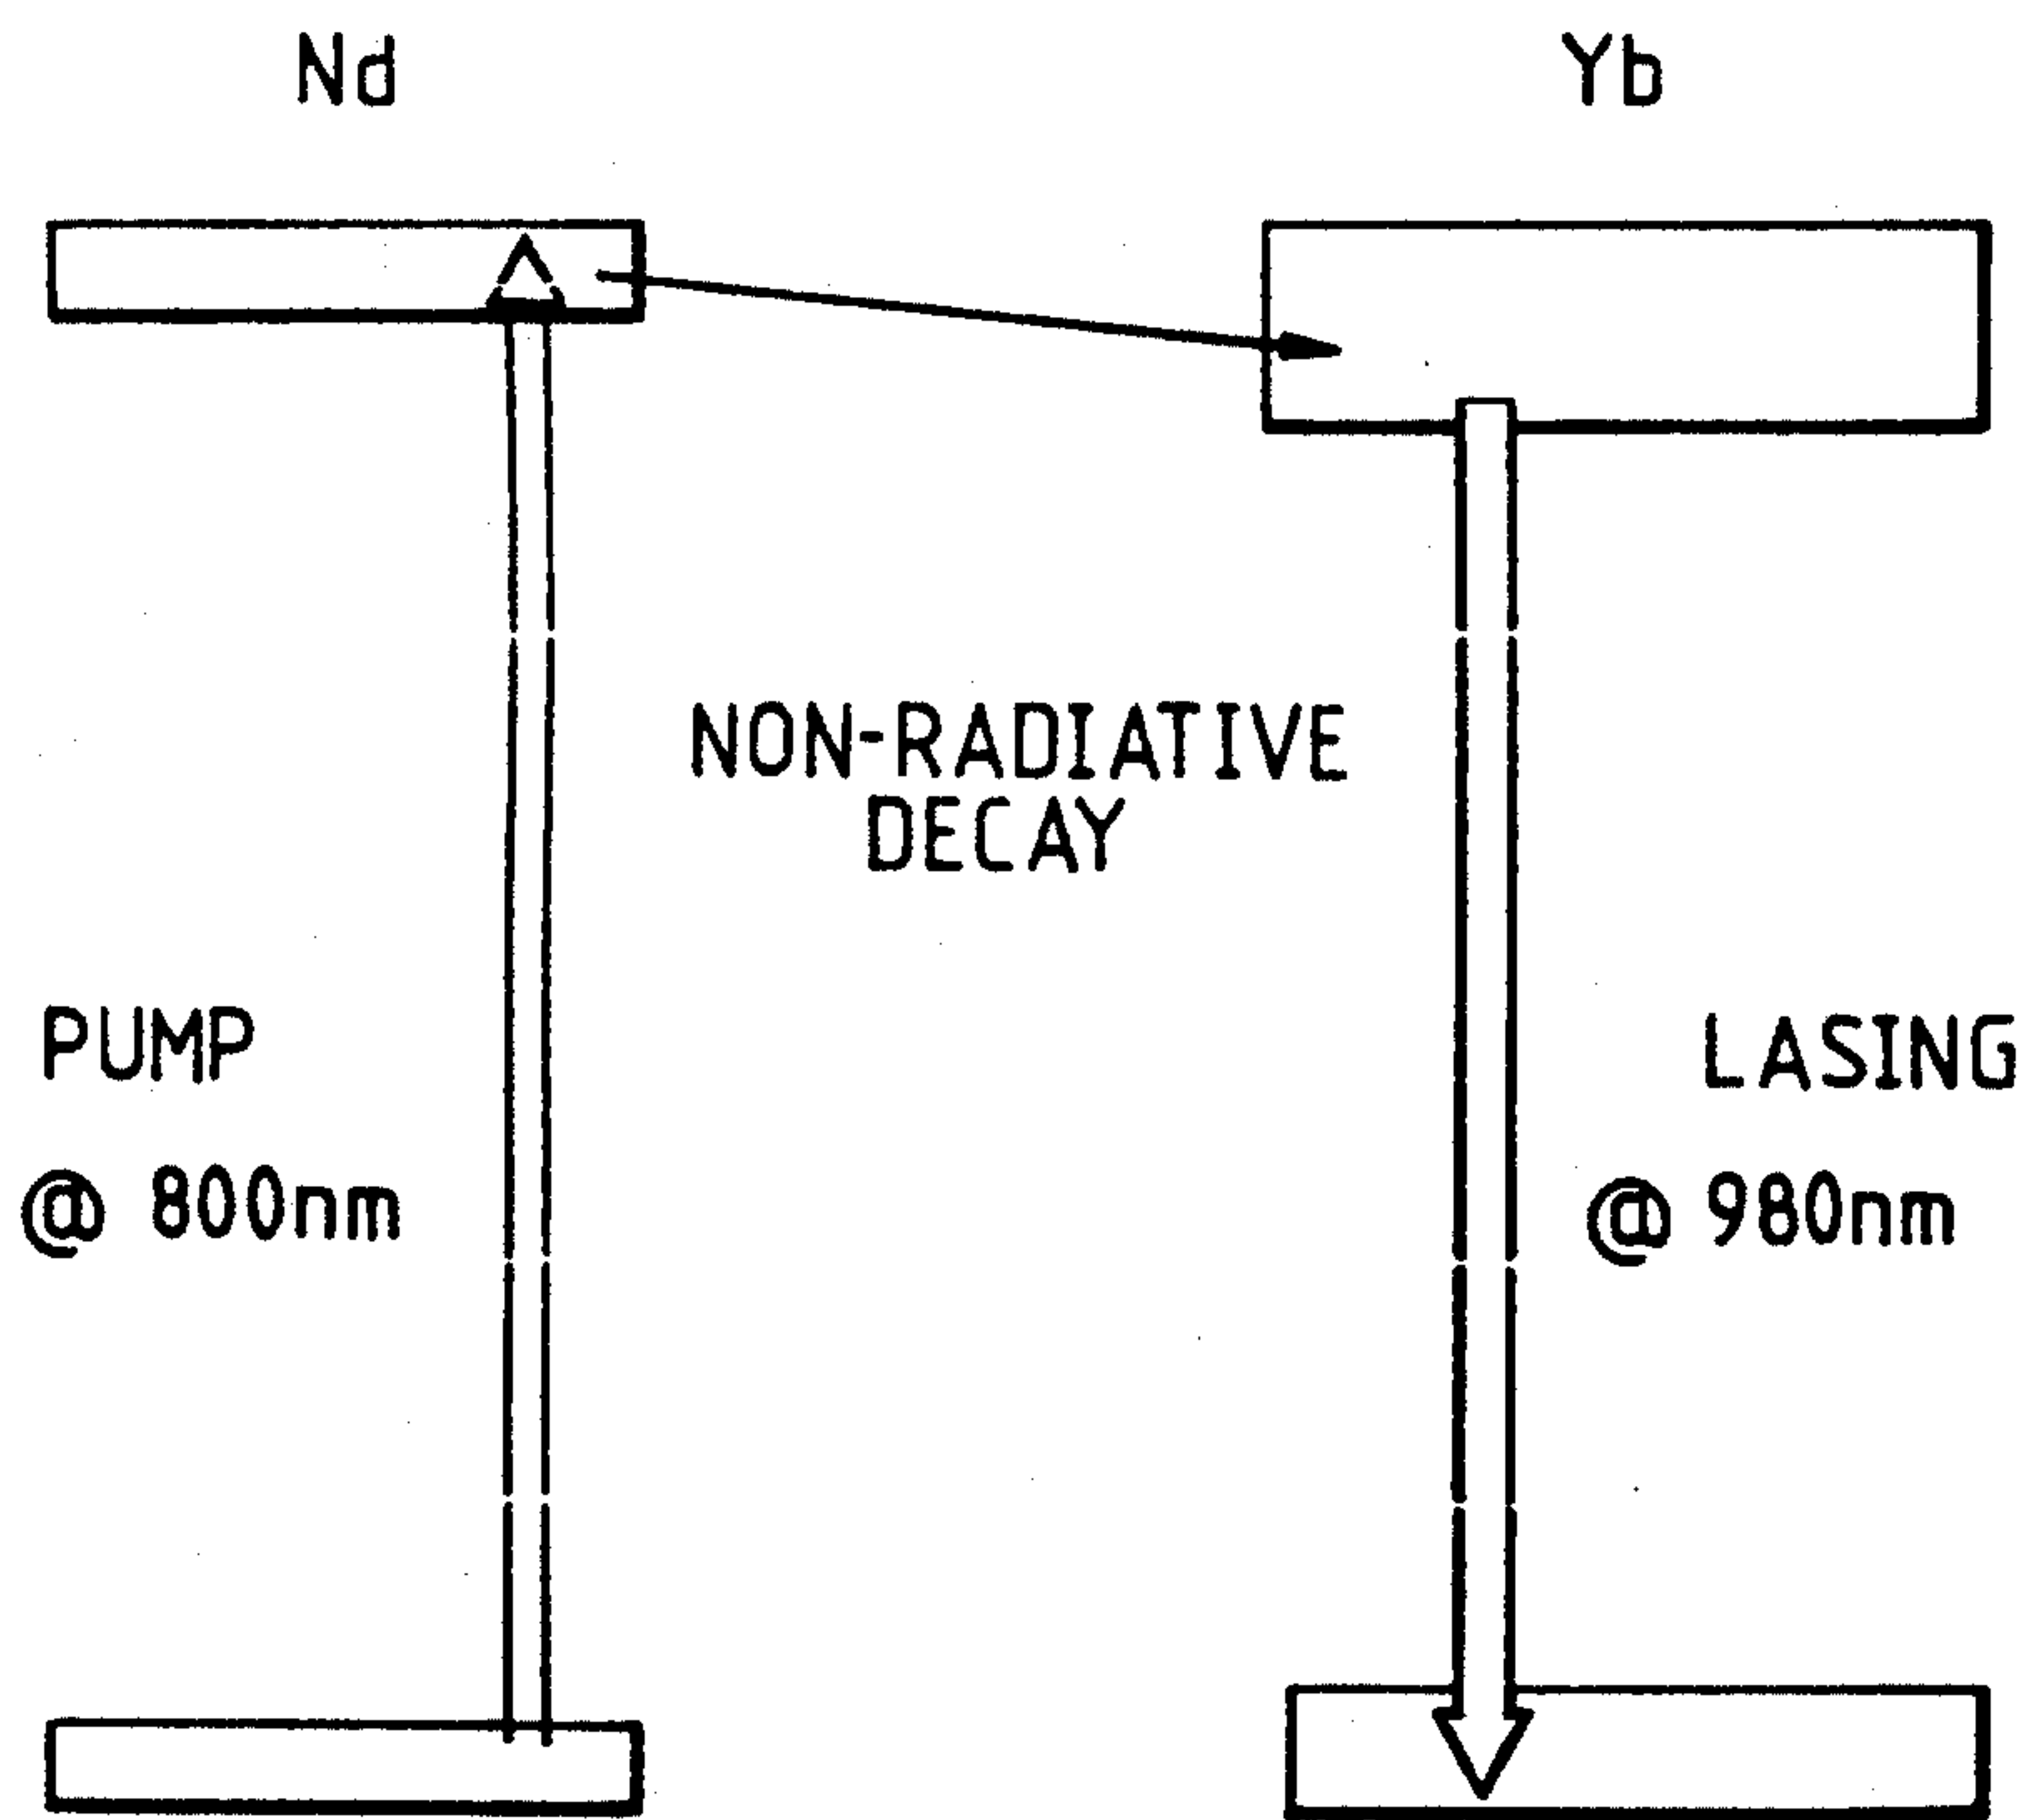 Nd
Yb
NON-RADIATIVE
DECAY
PUMP
@ 800nm
LASING
@ 980nm